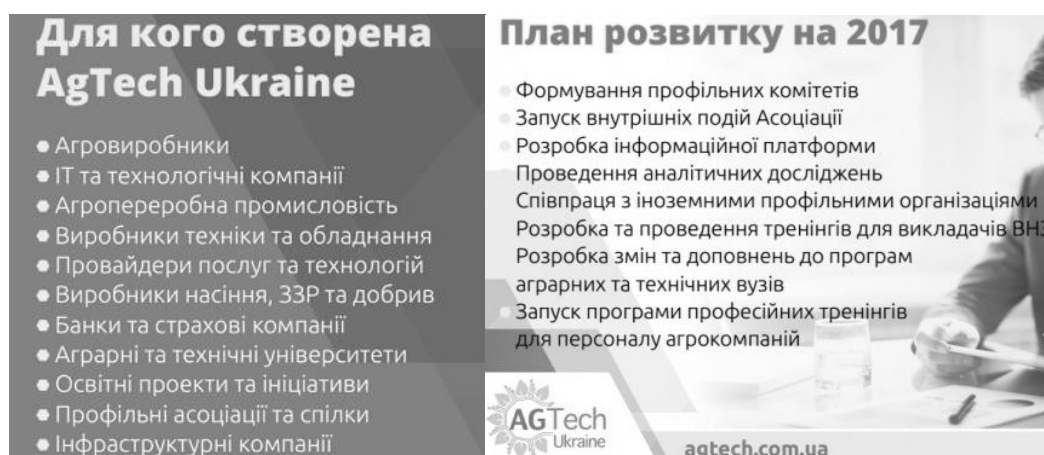 Для кого створена
AgTech Ukraine
Агровиробники
ІТ та технологічні компанії
Агропереробна промисловість
Виробники техніки та обладнання
Провайдери послуг та технологій
Виробники насіння, ЗЗР та добрив
Банки та страхові компанії
Аграрні та технічні університети
Освітні проекти та ініціативи
Профільні асоціації та спілки
Інфраструктурні компанії
План розвитку на 2017
Формування профільних комітетів
Запуск внутрішніх подій Асоціації
Розробка інформаційної платформи
Проведення аналітичних досліджень
Співпраця з іноземними профільними організаціями
Розробка та проведення тренінгів для викладачів ВНЗ
Розробка змін та доповнень до програм
аграрних та технічних вузів
Запуск програми професійних тренінгів
для персоналу агрокомпаній
AGTech
Ukraine
agtech.com.ua